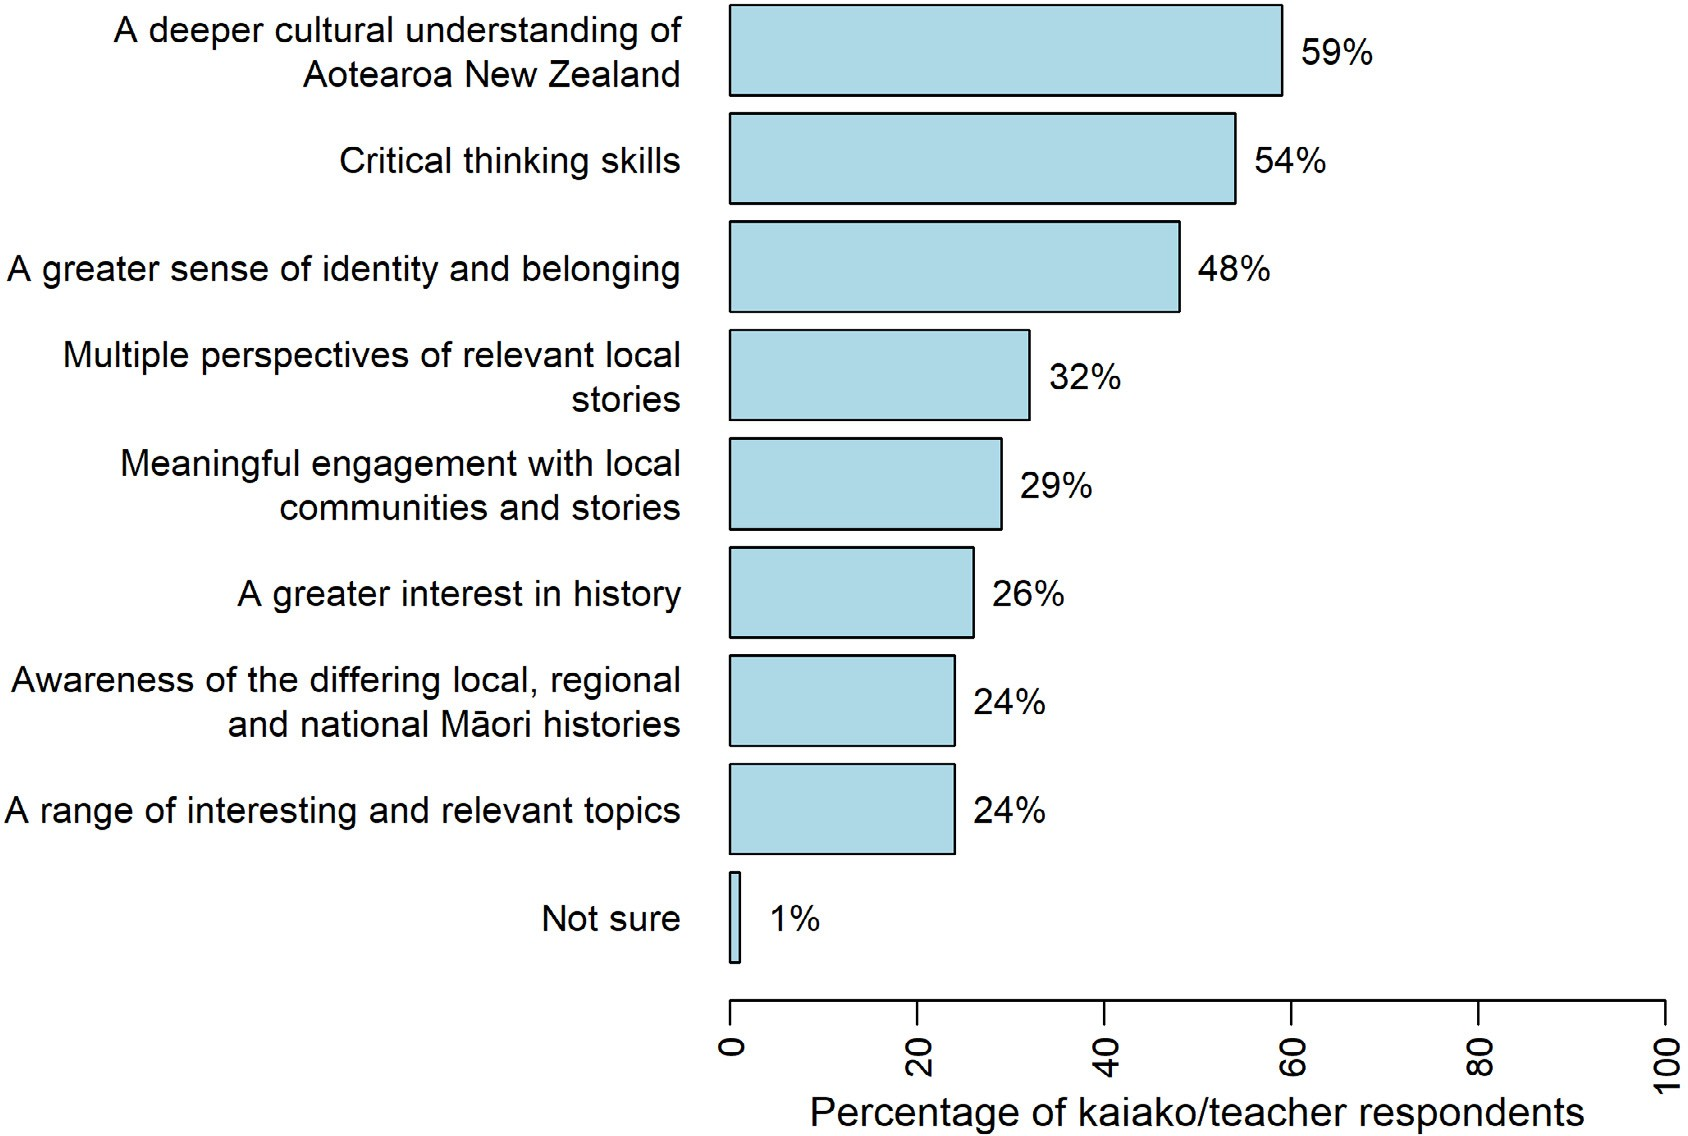 A deeper cultural understanding of
Aotearoa New Zealand
59%
Critical thinking skills
54%
A greater sense of identity and belonging
48%
Multiple perspectives of relevant local
stories
32%
Meaningful engagement with local
communities and stories
29%
A greater interest in history
26%
Awareness of the differing local, regional
and national Māori histories
24%
A range of interesting and relevant topics
24%
Not sure
1%
0
20
40
60
80
100
Percentage of kaiako/teacher respondents